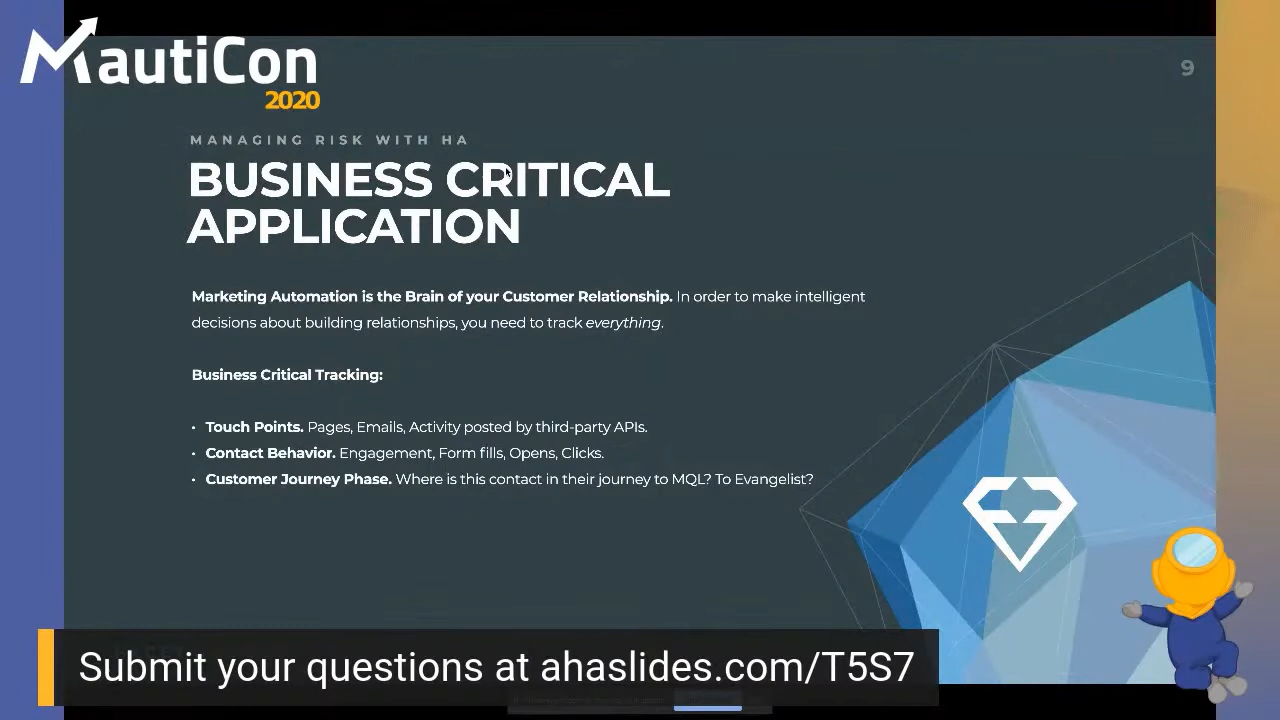 MautiCon
2020
9
MANAGING RISK WITH HA
BUSINESS CRITICAL
APPLICATION
Marketing Automation is the Brain of your Customer Relationship. In order to make intelligent
decisions about building relationships, you need to track everything.
Business Critical Tracking:
• Touch Points. Pages, Emails, Activity posted by third-party APIs.
• Contact Behavior. Engagement, Form fills, Opens, Clicks.
• Customer Journey Phase. Where is this contact in their journey to MQL? To Evangelist?
Submit your questions at ahaslides.com/T5S7